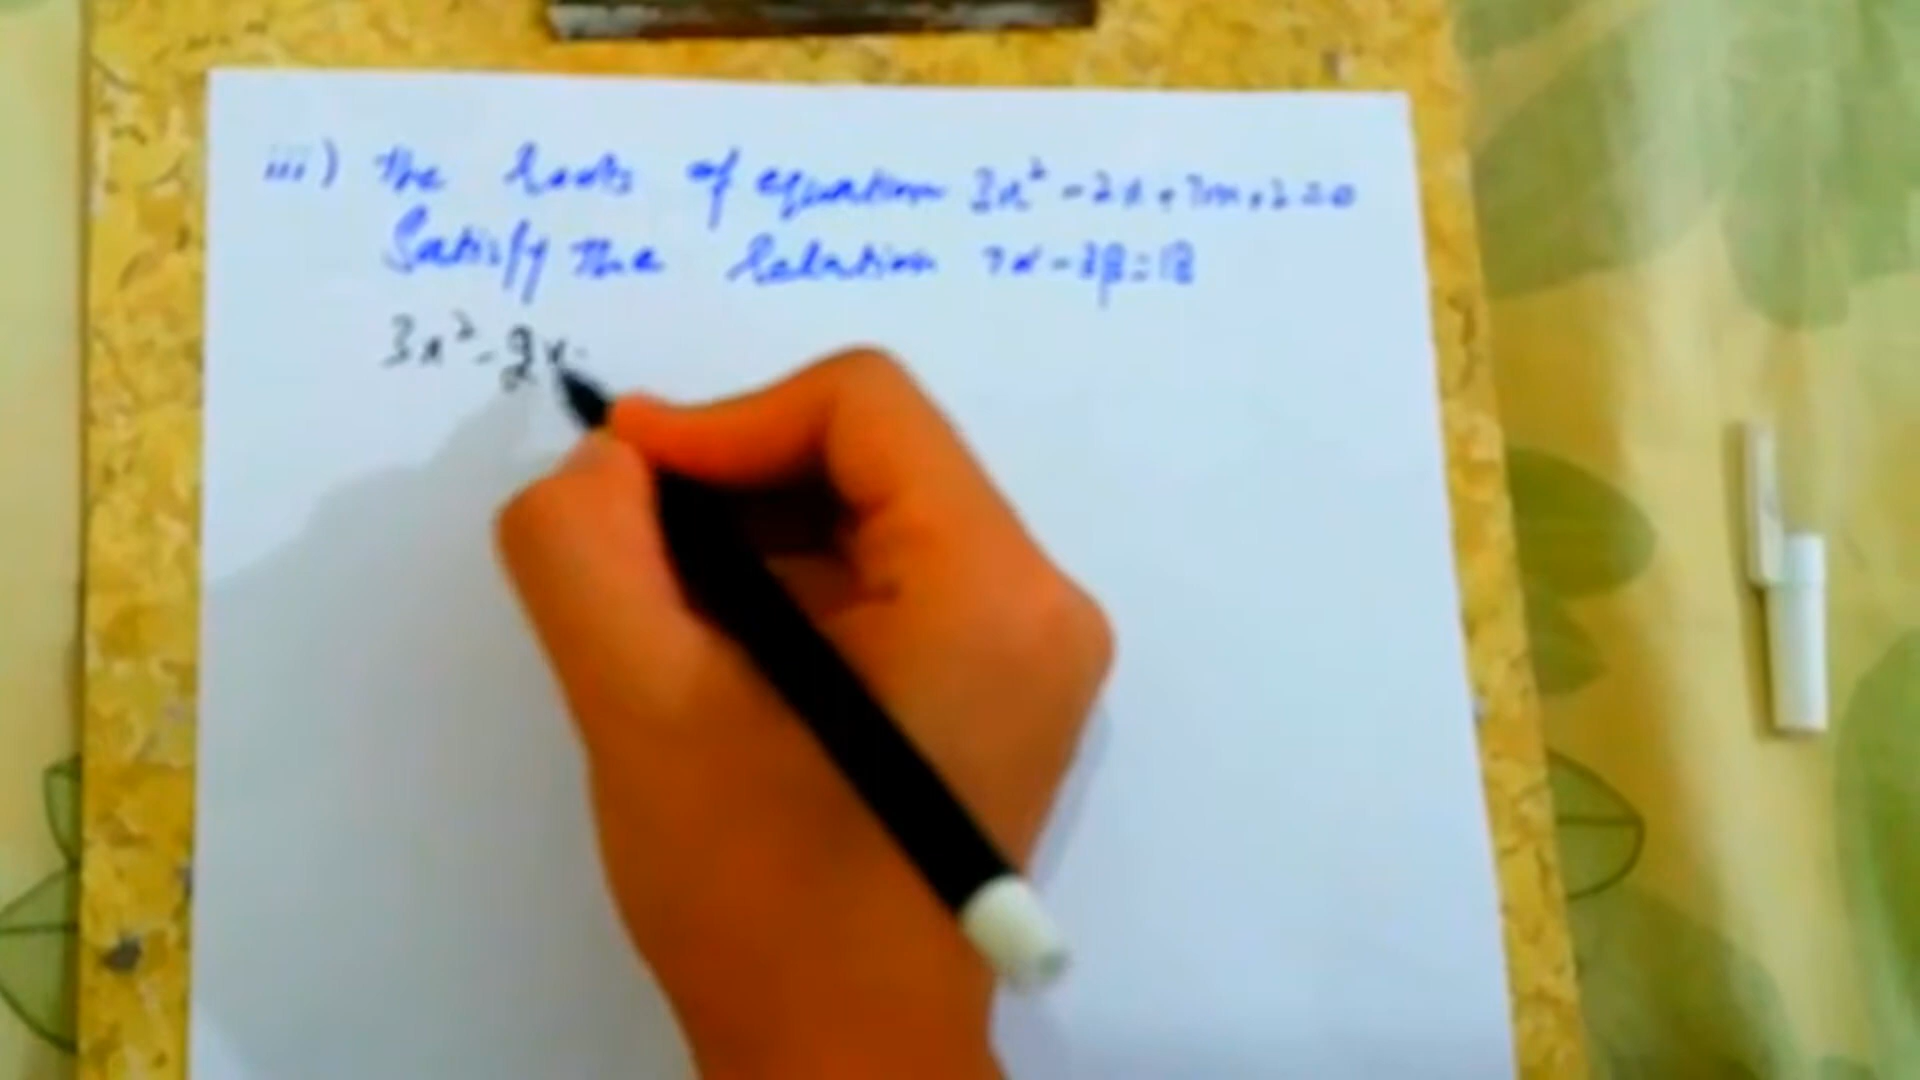 iii) The Roots of equation 3x² - 2x + 7m + 2 = 0
Satisfy the Relation 7α - 3β = 18
3x² - 2x